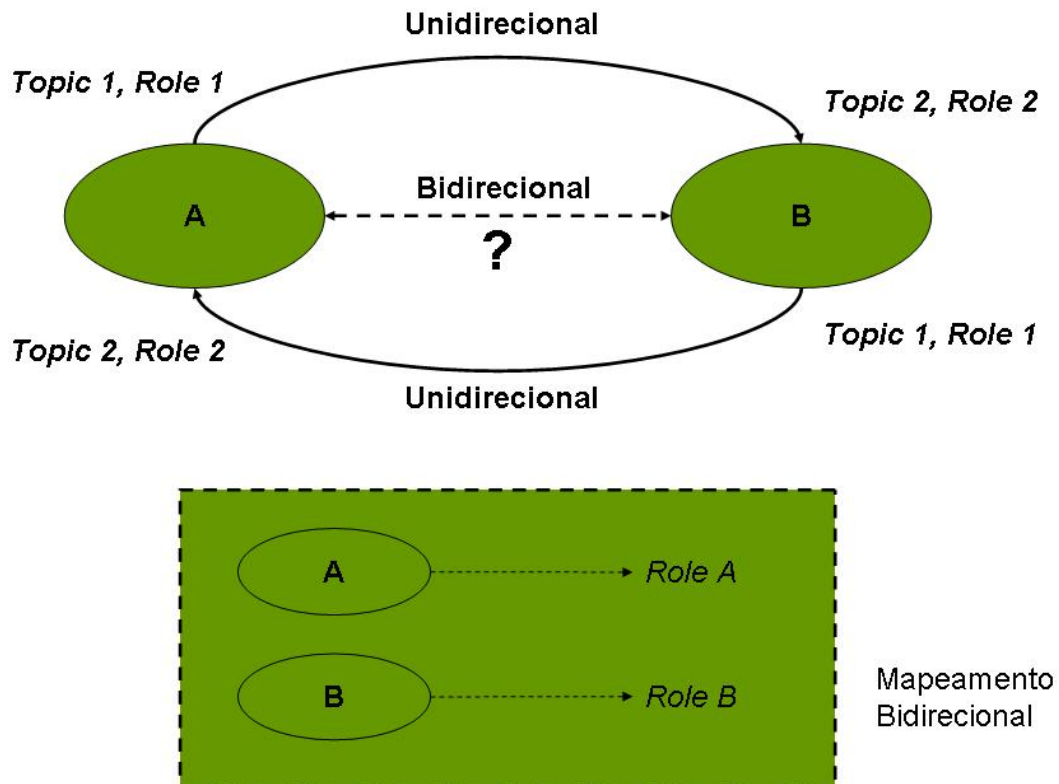 Unidirecional
Topic 1, Role 1
Topic 2, Role 2
A
Bidirecional
B
?
Topic 2, Role 2
Topic 1, Role 1
Unidirecional
A
Role A
B
Role B
Mapeamento
Bidirecional